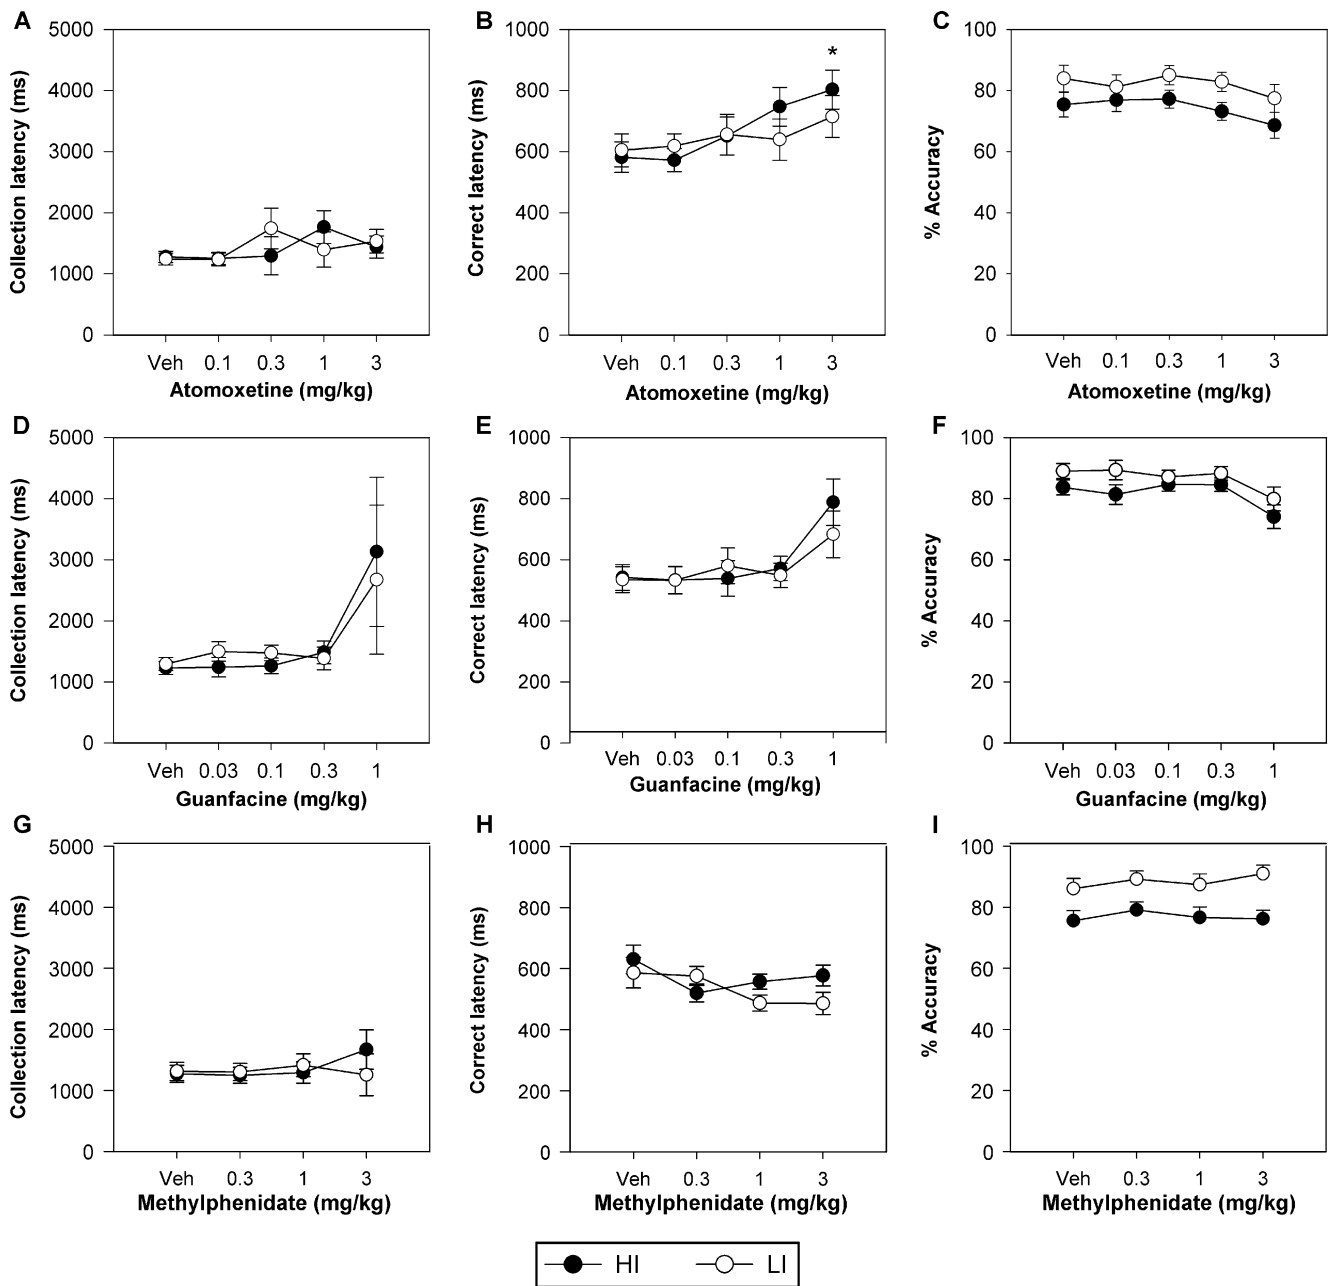 A
5000
4000
3000
2000
1000
0
Collection latency (ms)
Veh 0.1 0.3 1 3
Atomoxetine (mg/kg)
B
1000
800
600
400
200
0
Correct latency (ms)
*
Veh 0.1 0.3 1 3
Atomoxetine (mg/kg)
C
100
80
60
40
20
0
% Accuracy
Veh 0.1 0.3 1 3
Atomoxetine (mg/kg)
D
5000
4000
3000
2000
1000
0
Collection latency (ms)
Veh 0.03 0.1 0.3 1
Guanfacine (mg/kg)
E
1000
800
600
400
200
0
Correct latency (ms)
Veh 0.03 0.1 0.3 1
Guanfacine (mg/kg)
F
100
80
60
40
20
0
% Accuracy
Veh 0.03 0.1 0.3 1
Guanfacine (mg/kg)
G
5000
4000
3000
2000
1000
0
Collection latency (ms)
Veh 0.3 1 3
Methylphenidate (mg/kg)
H
1000
800
600
400
200
0
Correct latency (ms)
Veh 0.3 1 3
Methylphenidate (mg/kg)
I
100
80
60
40
20
0
% Accuracy
Veh 0.3 1 3
Methylphenidate (mg/kg)
HI LI